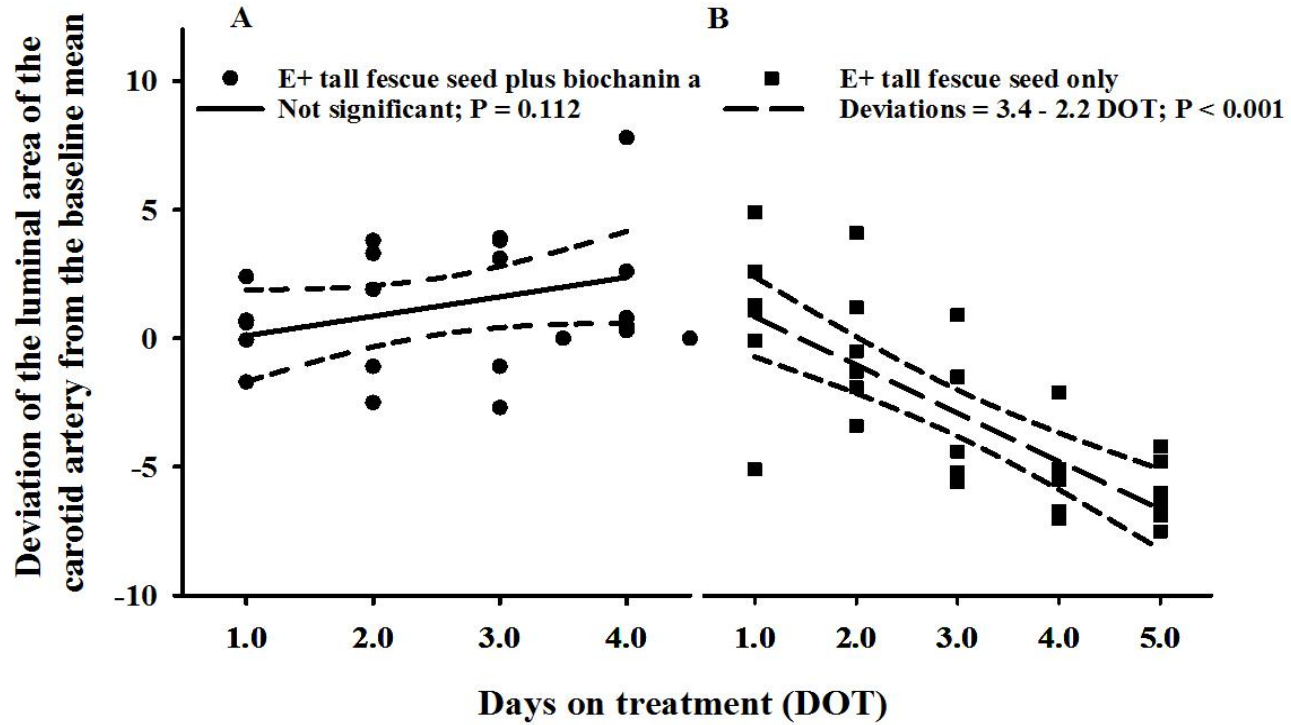 Deviation of the luminal area of the
carotid artery from the baseline mean
A
B
E+ tall fescue seed plus biochanin a
Not significant; P = 0.112
E+ tall fescue seed only
Deviations = 3.4 - 2.2 DOT; P < 0.001
10
5
0
-5
-10
1.0 2.0 3.0 4.0
1.0 2.0 3.0 4.0 5.0
Days on treatment (DOT)